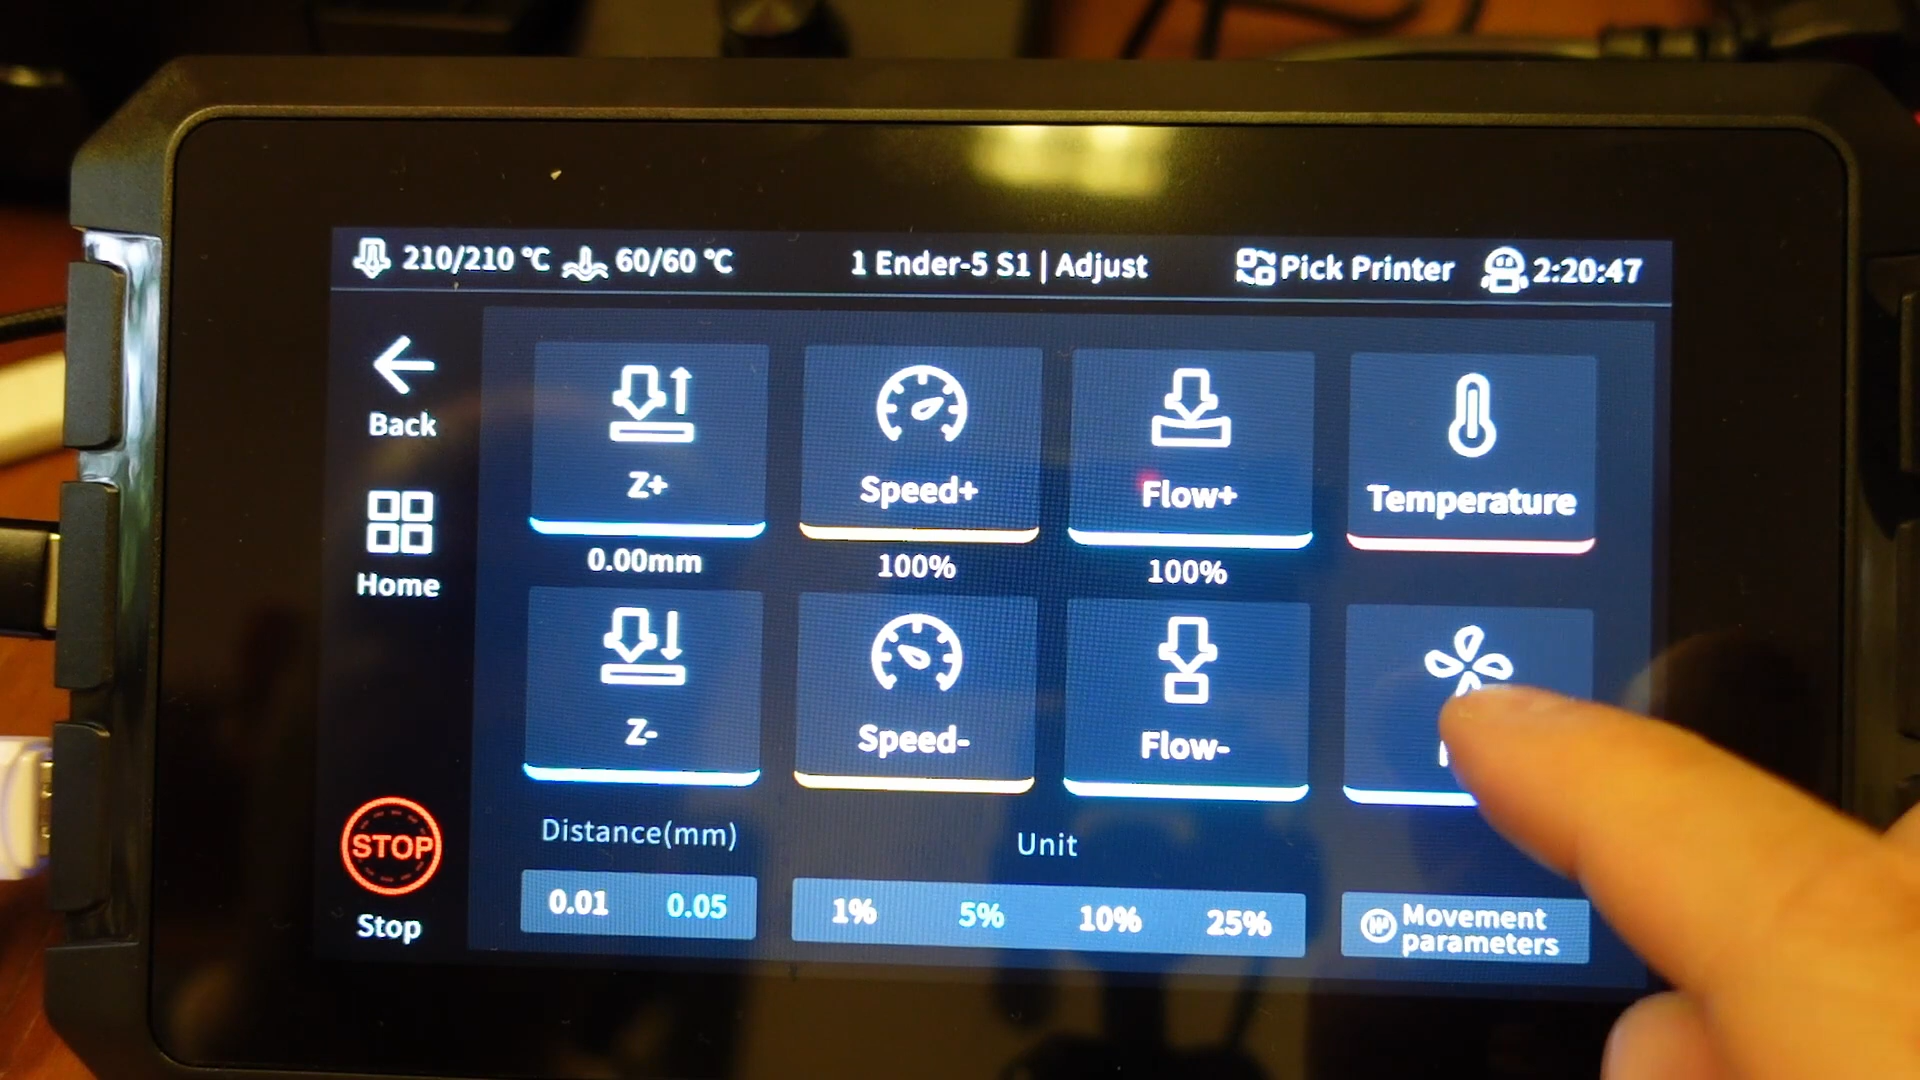 210/210 ℃ 60/60 ℃ 1 Ender-5 S1 | Adjust Pick Printer 2:20:47
Back
Home
STOP
Stop
Z+
Speed+
Flow+
Temperature
0.00mm
100%
100%
Z-
Speed-
Flow-
Distance(mm)
Unit
0.01 0.05
1% 5% 10% 25%
Movement
parameters